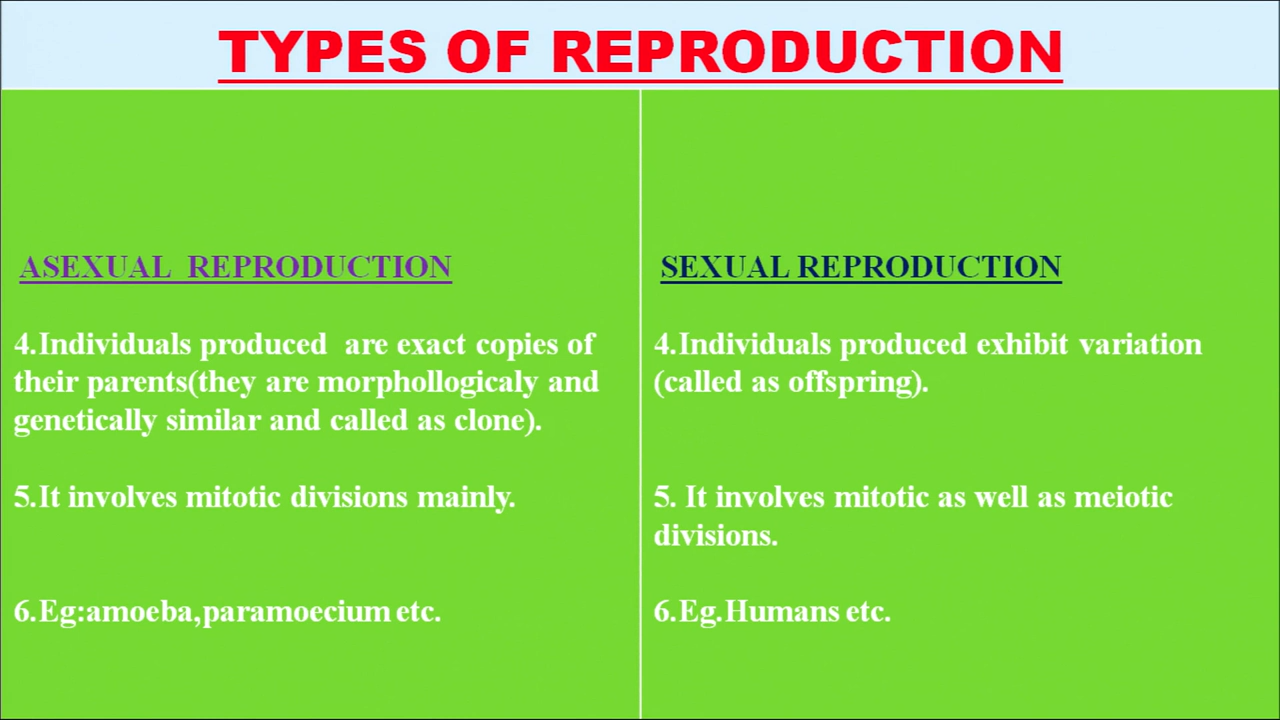 TYPES OF REPRODUCTION
ASEXUAL REPRODUCTION
4.Individuals produced are exact copies of
their parents(they are morphollogicaly and
genetically similar and called as clone).
5.It involves mitotic divisions mainly.
6.Eg:amoeba,paramoecium etc.
SEXUAL REPRODUCTION
4.Individuals produced exhibit variation
(called as offspring).
5. It involves mitotic as well as meiotic
divisions.
6.Eg.Humans etc.